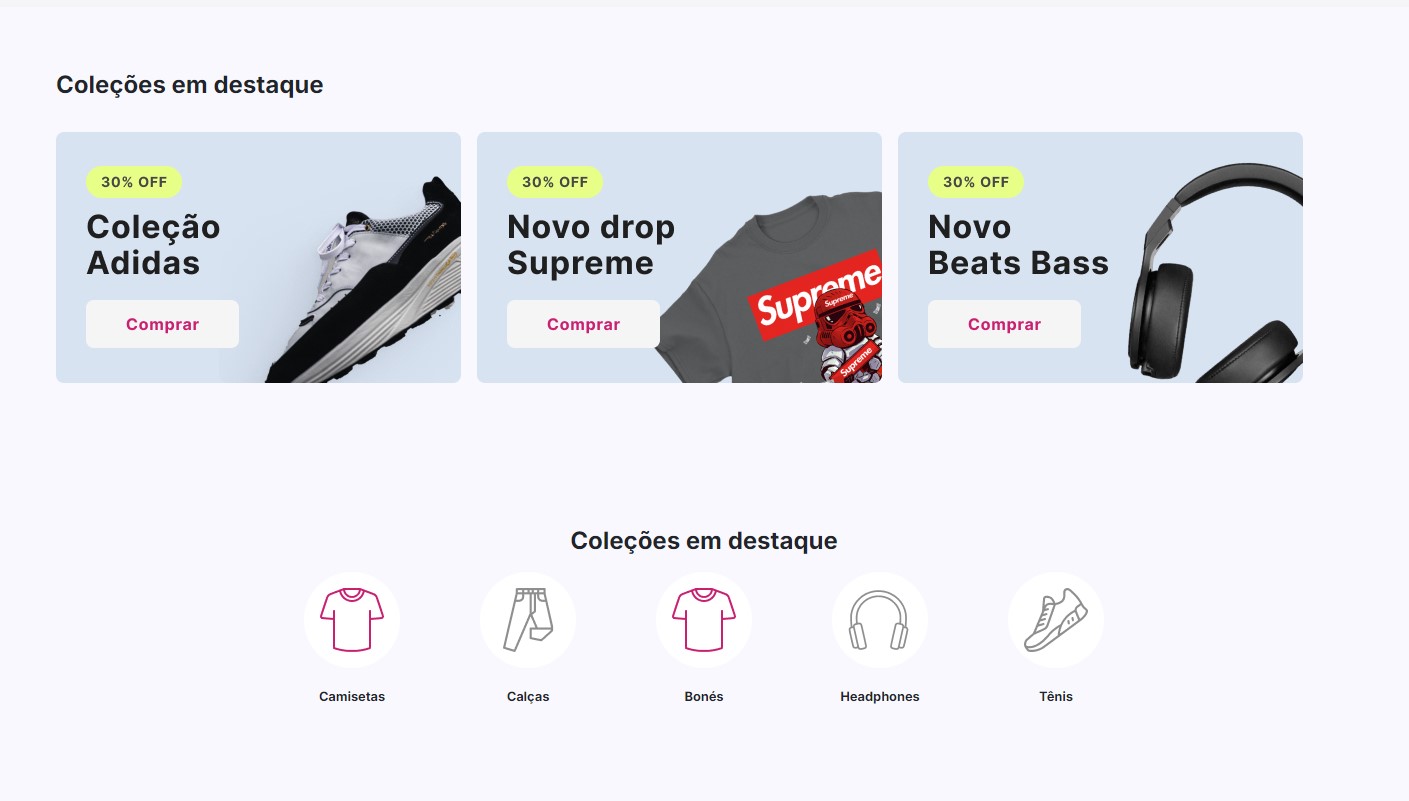 Coleções em destaque
30% OFF
Coleção
Adidas
Comprar
30% OFF
Novo drop
Supreme
Comprar
Supreme
Supreme
Supreme
30% OFF
Novo
Beats Bass
Comprar
Coleções em destaque
Camisetas
Calças
Bonés
Headphones
Tênis